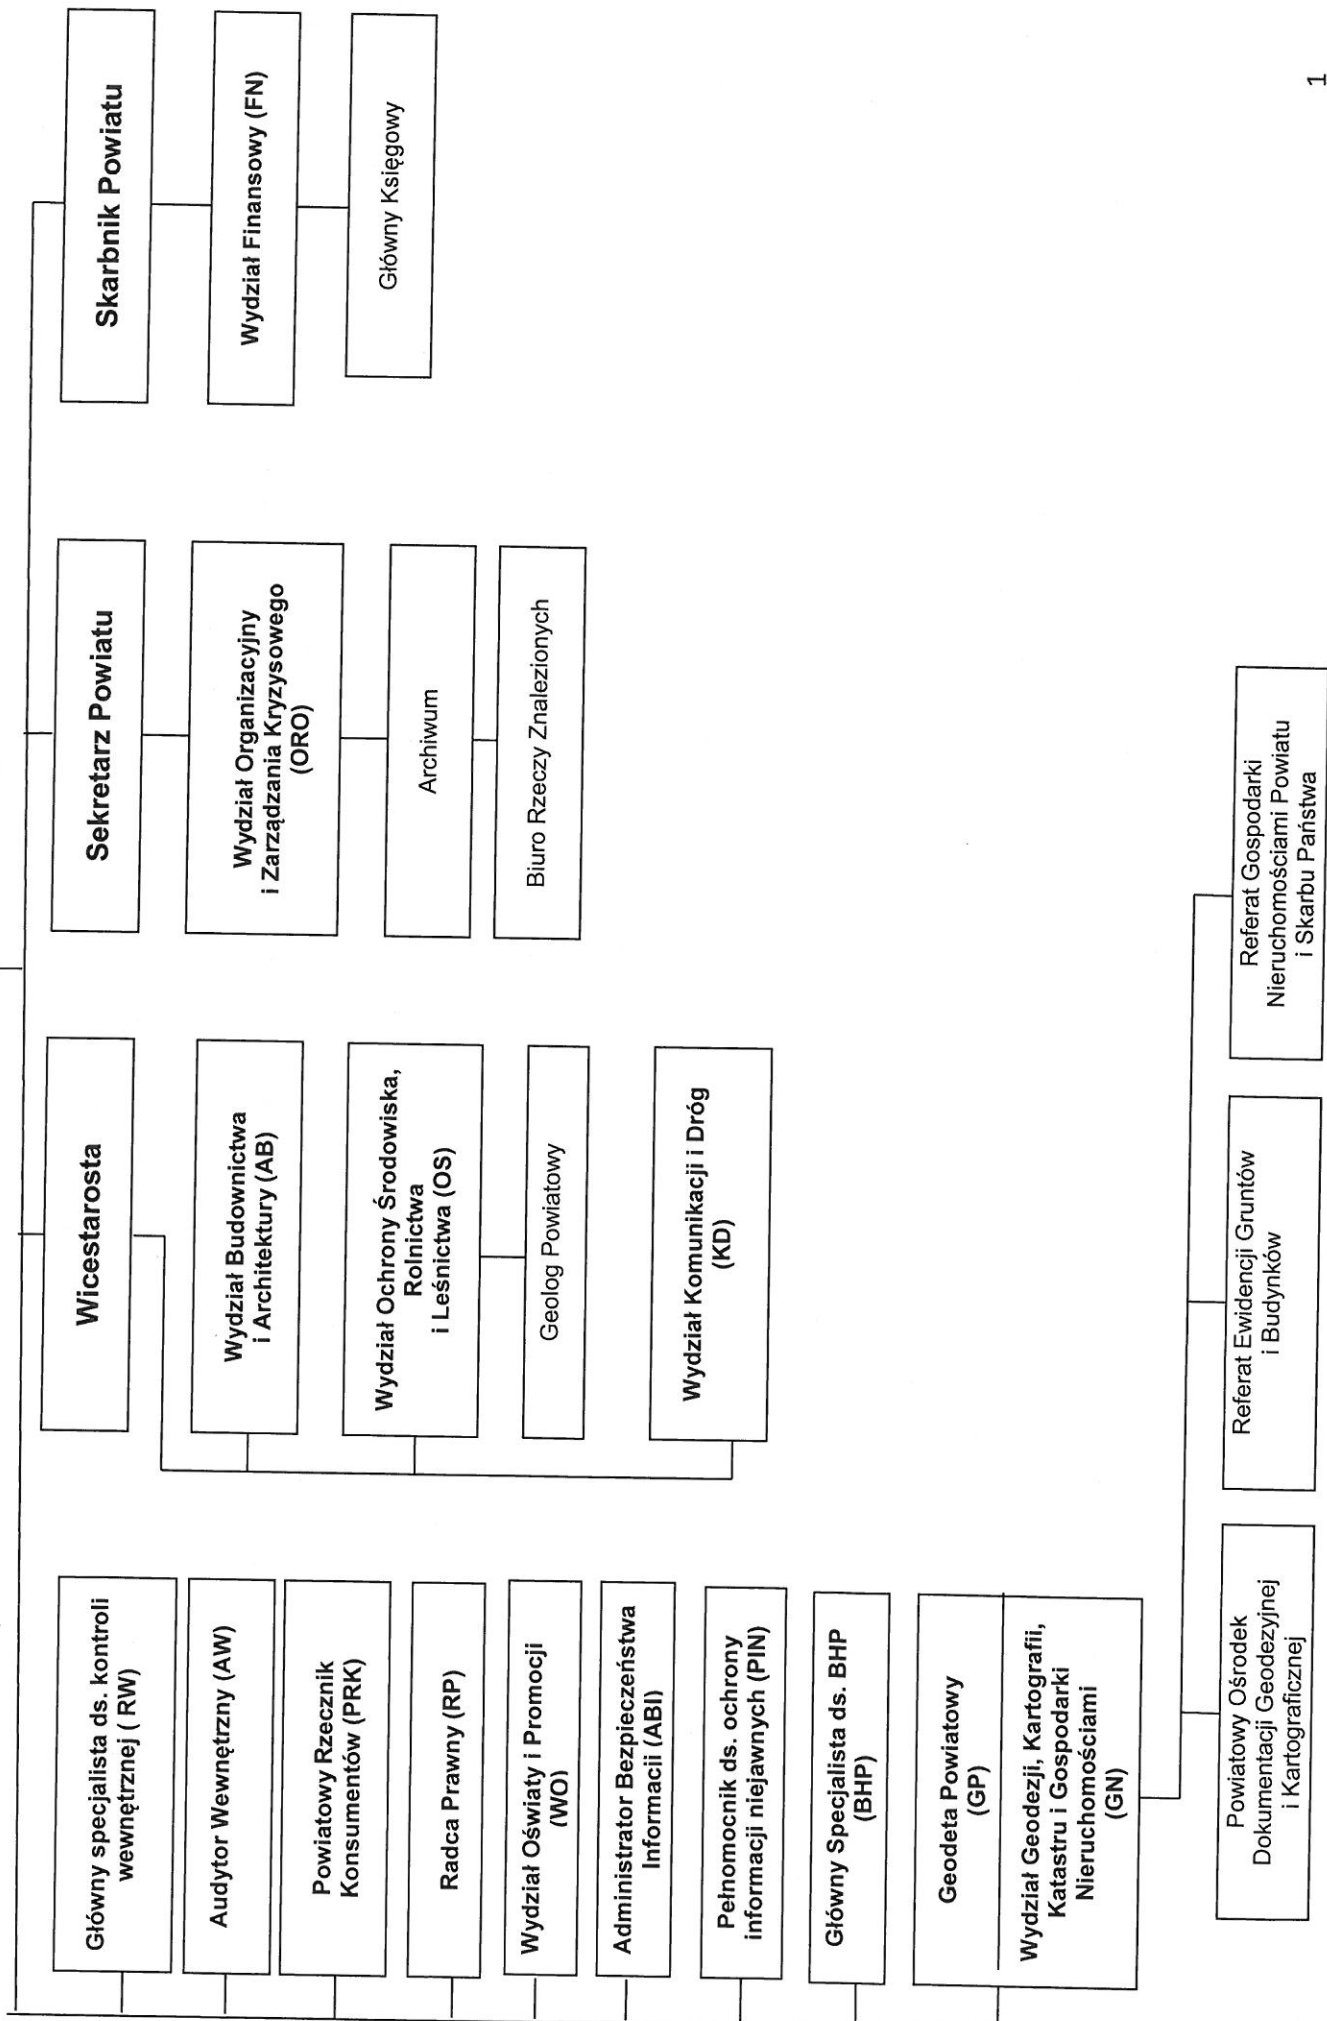 Główny specjalista ds. kontroli
wewnętrznej ( RW)
Audytor Wewnętrzny (AW)
Powiatowy Rzecznik
Konsumentów (PRK)
Radca Prawny (RP)
Wydział Oświaty i Promocji
(WO)
Administrator Bezpieczeństwa
Informacji (ABI)
Pełnomocnik ds. ochrony
informacji niejawnych (PIN)
Główny Specjalista ds. BHP
(BHP)
Geodeta Powiatowy
(GP)
Wydział Geodezji, Kartografii,
Katastru i Gospodarki
Nieruchomościami
(GN)
Powiatowy Ośrodek
Dokumentacji Geodezyjnej
i Kartograficznej
Referat Ewidencji Gruntów
i Budynków
Referat Gospodarki
Nieruchomościami Powiatu
i Skarbu Państwa
Wicestarosta
Wydział Budownictwa
i Architektury (AB)
Wydział Ochrony Środowiska,
Rolnictwa
i Leśnictwa (OS)
Geolog Powiatowy
Wydział Komunikacji i Dróg
(KD)
Sekretarz Powiatu
Wydział Organizacyjny
i Zarządzania Kryzysowego
(ORO)
Archiwum
Biuro Rzeczy Znalezionych
Skarbnik Powiatu
Wydział Finansowy (FN)
Główny Księgowy
1